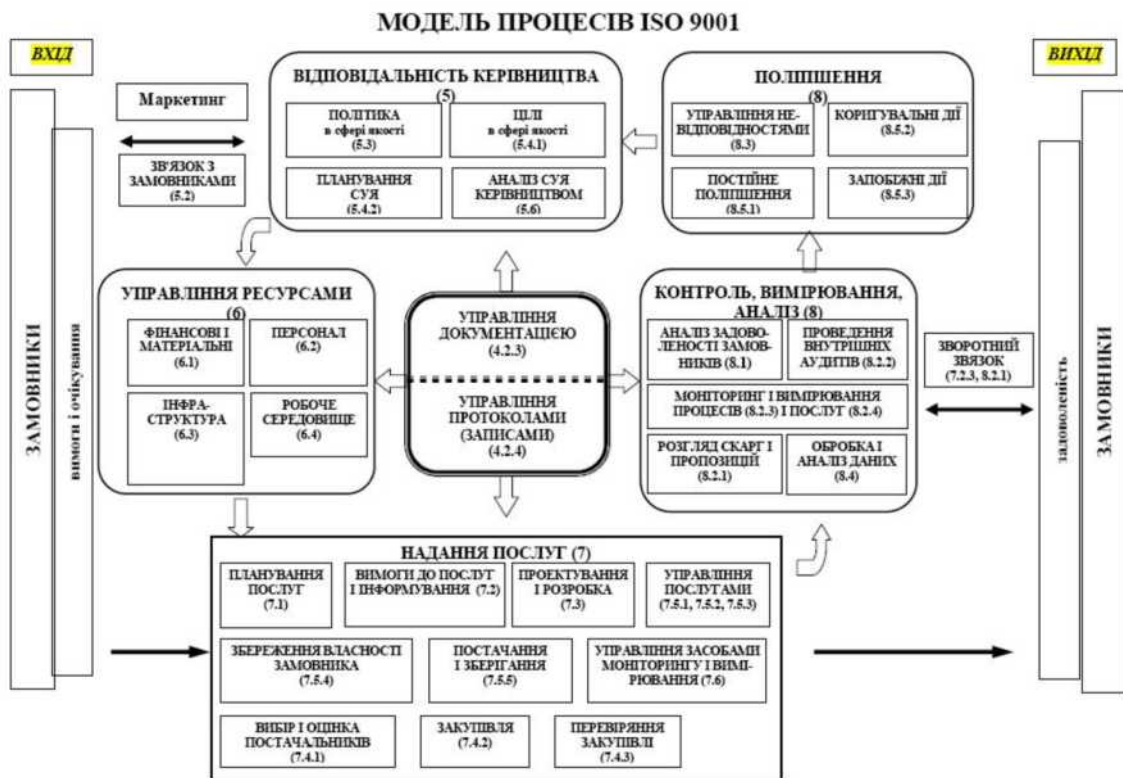 МОДЕЛЬ ПРОЦЕСІВ ISO 9001
ВХІД
ВИХІД
ЗАМОВНИКИ
вимоги і очікування
Маркетинг
ЗВ'ЯЗОК З
ЗАМОВНИКАМИ
(5.2)
ВІДПОВІДАЛЬНІСТЬ КЕРІВНИЦТВА
(5)
ПОЛІТИКА
в сфері якості
(5.3)
ЦІЛІ
в сфері якості
(5.4.1)
ПЛАНУВАННЯ
СУЯ
(5.4.2)
АНАЛІЗ СУЯ
КЕРІВНИЦТВОМ
(5.6)
ПОЛІПШЕННЯ
(8)
УПРАВЛІННЯ НЕ-
ВІДПОВІДНОСТЯМИ
(8.3)
КОРИГУВАЛЬНІ ДІЇ
(8.5.2)
ПОСТІЙНЕ
ПОЛІПШЕННЯ
(8.5.1)
ЗАПОБІЖНІ ДІЇ
(8.5.3)
УПРАВЛІННЯ РЕСУРСАМИ
(6)
ФІНАНСОВІ І
МАТЕРІАЛЬНІ
(6.1)
ПЕРСОНАЛ
(6.2)
ІНФРА-
СТРУКТУРА
(6.3)
РОБОЧЕ
СЕРЕДОВИЩЕ
(6.4)
УПРАВЛІННЯ
ДОКУМЕНТАЦІЄЮ
(4.2.3)
УПРАВЛІННЯ
ПРОТОКОЛАМИ
(ЗАПИСАМИ)
(4.2.4)
КОНТРОЛЬ, ВИМІРЮВАННЯ,
АНАЛІЗ (8)
АНАЛІЗ ЗАДОВО-
ЛЕНОСТІ ЗАМОВ-
НИКІВ (8.1)
ПРОВЕДЕННЯ
ВНУТРІШНІХ
АУДИТІВ (8.2.2)
МОНІТОРИНГ І ВИМІРЮВАННЯ
ПРОЦЕСІВ (8.2.3) І ПОСЛУГ (8.2.4)
РОЗГЛЯД СКАРГ І
ПРОПОЗИЦІЙ
(8.2.1)
ОБРОБКА І
АНАЛІЗ ДАНИХ
(8.4)
ЗВОРОТНИЙ
ЗВЯЗОК
(7.2.3, 8.2.1)
задоволеність
ЗАМОВНИКИ
НАДАННЯ ПОСЛУГ (7)
ПЛАНУВАННЯ
ПОСЛУГ
(7.1)
ВИМОГИ ДО ПОСЛУГ
І ІНФОРМУВАННЯ (7.2)
ПРОЕКТУВАННЯ
І РОЗРОБКА
(7.3)
УПРАВЛІННЯ
ПОСЛУГАМИ
(7.5.1, 7.5.2, 7.5.3)
ЗБЕРЕЖЕННЯ ВЛАСНОСТІ
ЗАМОВНИКА
(7.5.4)
ПОСТАЧАННЯ
І ЗБЕРІГАННЯ
(7.5.5)
УПРАВЛІННЯ ЗАСОБАМИ
МОНІТОРИНГУ І ВИМІ-
РЮВАННЯ (7.6)
ВИБІР І ОЦІНКА
ПОСТАЧАЛЬНИКІВ
(7.4.1)
ЗАКУПІВЛЯ
(7.4.2)
ПЕРЕВІРЯННЯ
ЗАКУПІВЛІ
(7.4.3)